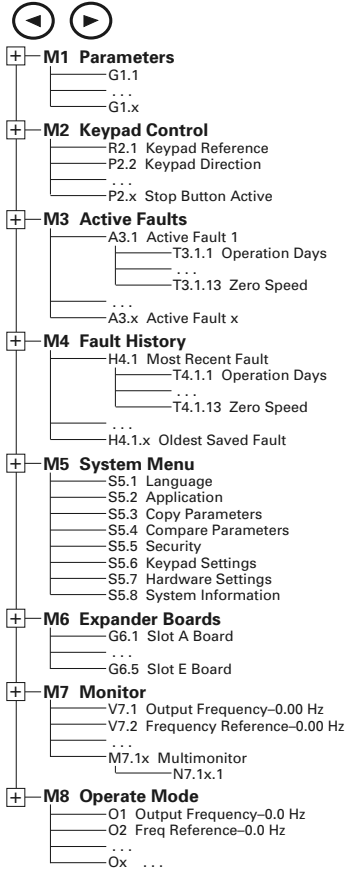 M1 Parameters
G1.1
. . .
G1.x
M2 Keypad Control
R2.1 Keypad Reference
P2.2 Keypad Direction
. . .
P2.x Stop Button Active
M3 Active Faults
A3.1 Active Fault 1
T3.1.1 Operation Days
. . .
T3.1.13 Zero Speed
. . .
A3.x Active Fault x
M4 Fault History
H4.1 Most Recent Fault
T4.1.1 Operation Days
. . .
T4.1.13 Zero Speed
. . .
H4.1.x Oldest Saved Fault
M5 System Menu
S5.1 Language
S5.2 Application
S5.3 Copy Parameters
S5.4 Compare Parameters
S5.5 Security
S5.6 Keypad Settings
S5.7 Hardware Settings
S5.8 System Information
M6 Expander Boards
G6.1 Slot A Board
. . .
G6.5 Slot E Board
M7 Monitor
V7.1 Output Frequency–0.00 Hz
V7.2 Frequency Reference–0.00 Hz
. . .
M7.1x Multimonitor
N7.1x.1
M8 Operate Mode
O1 Output Frequency–0.0 Hz
O2 Freq Reference–0.0 Hz
. . .
Ox . . .